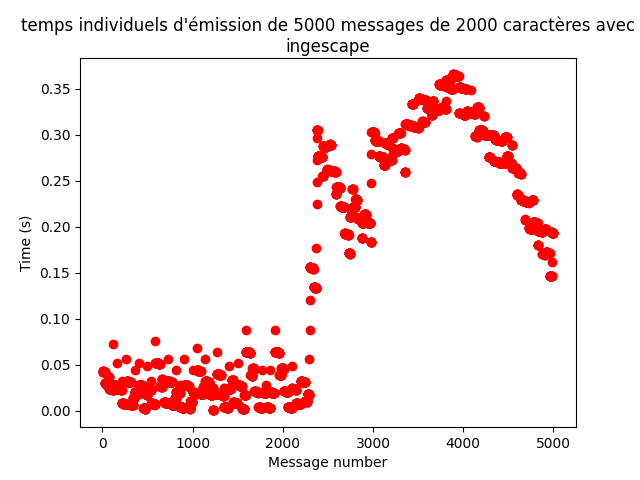 temps individuels d'émission de 5000 messages de 2000 caractères avec
ingescape
0.35
0.30
0.25
0.20
0.15
0.10
0.05
0.00
Time (s)
0 1000 2000 3000 4000 5000
Message number